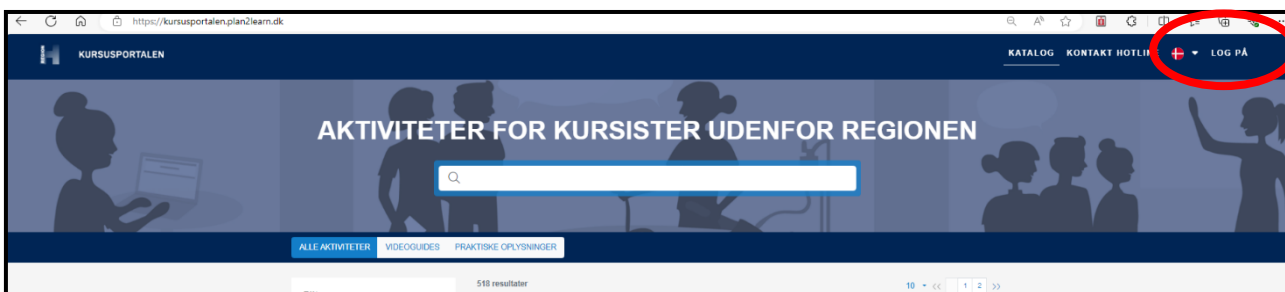 https://kursusportalen.plan2learn.dk
KURSUSPORTALEN
KATALOG KONTAKT HOTLINE LOG PÅ
AKTIVITETER FOR KURSISTER UDENFOR REGIONEN
ALLE AKTIVITETER VIDEOGUIDES PRAKTISKE OPLYSNINGER
518 resultater 10 << 1 2 >>